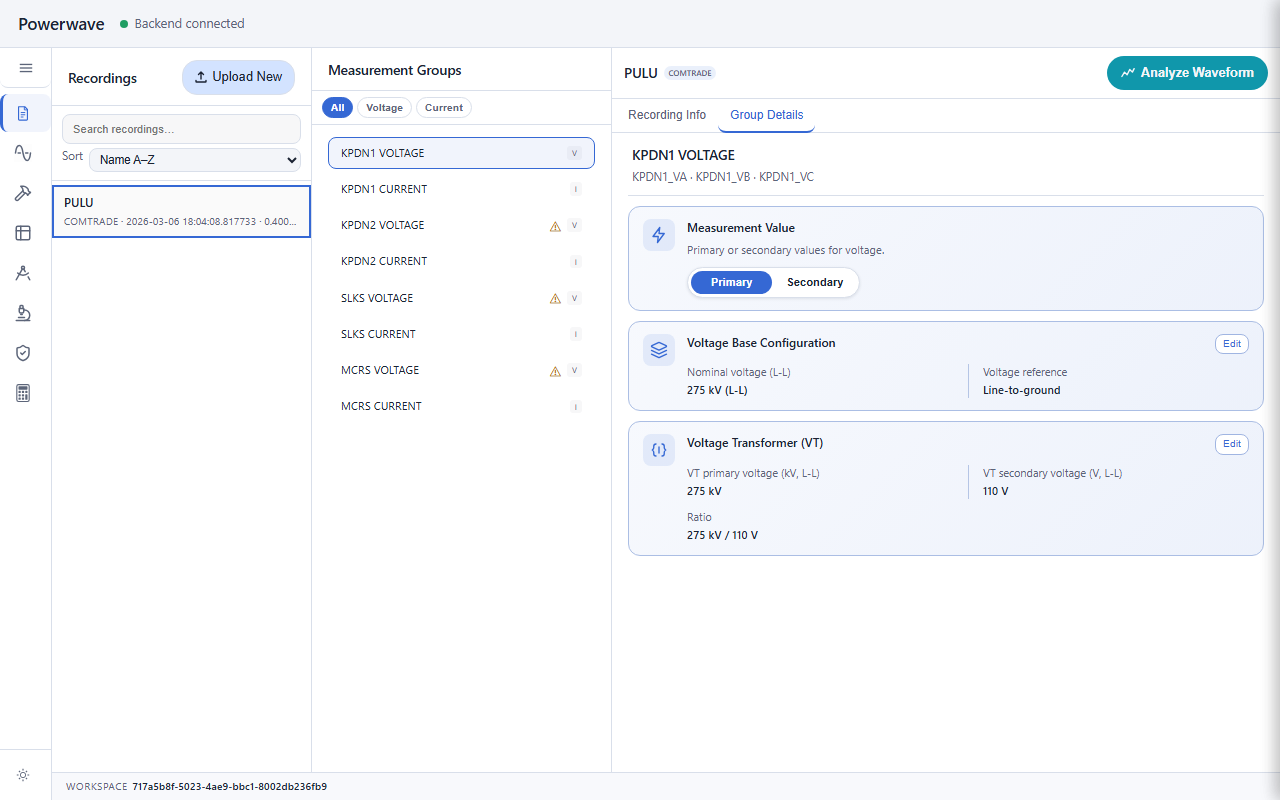 Powerwave
Backend connected
Recordings
Upload New
Search recordings...
Sort
Name A–Z
PULU
COMTRADE · 2026-03-06 18:04:08.817733 · 0.400...
Measurement Groups
All
Voltage
Current
KPDN1 VOLTAGE
V
KPDN1 CURRENT
I
KPDN2 VOLTAGE
V
KPDN2 CURRENT
I
SLKS VOLTAGE
V
SLKS CURRENT
I
MCRS VOLTAGE
V
MCRS CURRENT
I
PULU
COMTRADE
Analyze Waveform
Recording Info
Group Details
KPDN1 VOLTAGE
KPDN1_VA · KPDN1_VB · KPDN1_VC
Measurement Value
Primary or secondary values for voltage.
Primary
Secondary
Voltage Base Configuration
Edit
Nominal voltage (L-L)
275 kV (L-L)
Voltage reference
Line-to-ground
Voltage Transformer (VT)
Edit
VT primary voltage (kV, L-L)
275 kV
VT secondary voltage (V, L-L)
110 V
Ratio
275 kV / 110 V
WORKSPACE 717a5b8f-5023-4ae9-bbc1-8002db236fb9